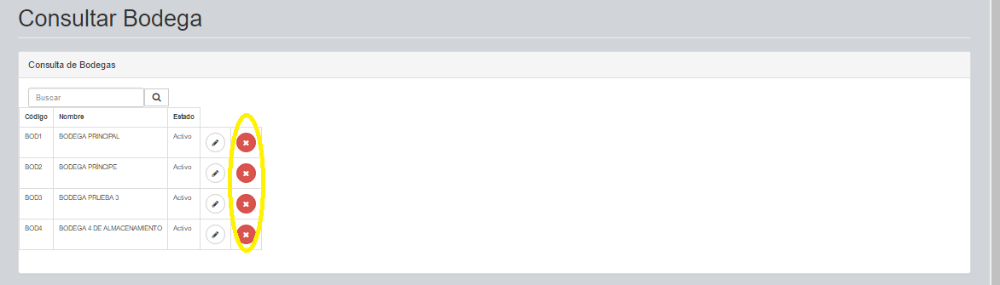 Consultar Bodega
Consulta de Bodegas
Buscar
Código Nombre Estado
BOD1 BODEGA PRINCIPAL Activo
BOD2 BODEGA PRÍNCIPE Activo
BOD3 BODEGA PRUEBA 3 Activo
BOD4 BODEGA 4 DE ALMACENAMIENTO Activo